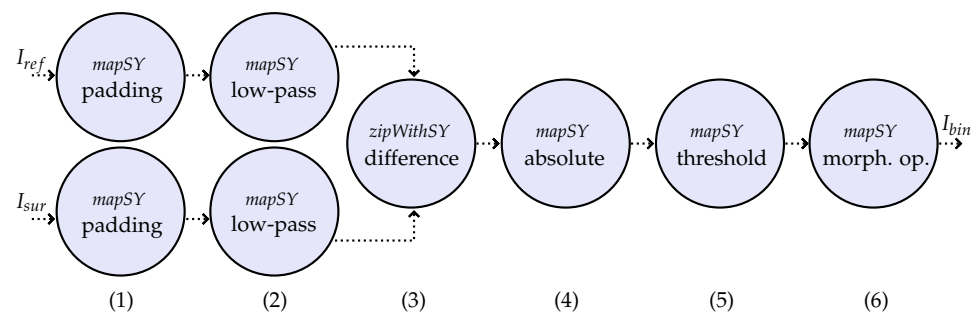 I_ref
mapSY
padding
mapSY
low-pass
I_sur
mapSY
padding
mapSY
low-pass
zipWithSY
difference
mapSY
absolute
mapSY
threshold
mapSY
morph. op.
I_bin
(1) (2) (3) (4) (5) (6)